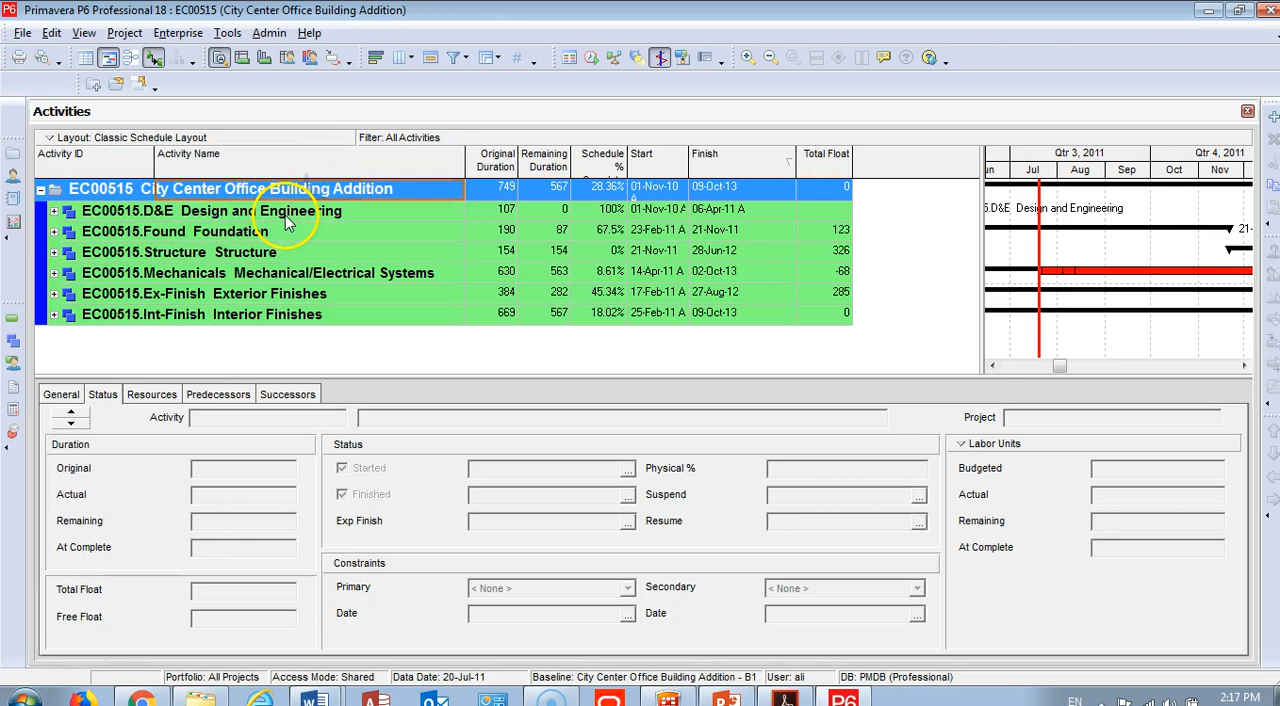 Primavera P6 Professional 18 : EC00515 (City Center Office Building Addition)
File Edit View Project Enterprise Tools Admin Help
Activities
Layout: Classic Schedule Layout Filter: All Activities
Activity ID Activity Name Original Duration Remaining Duration Schedule % Start Finish Total Float Qtr 3, 2011 Qtr 4, 2011
Jul Aug Sep Oct Nov
EC00515 City Center Office Building Addition 749 567 28.36% 01-Nov-10 A 09-Oct-13 0
EC00515.D&E Design and Engineering 107 0 100% 01-Nov-10 A 06-Apr-11 A .D&E Design and Engineering
EC00515.Found Foundation 190 87 67.5% 23-Feb-11 A 21-Nov-11 123 21-
EC00515.Structure Structure 154 154 0% 21-Nov-11 28-Jun-12 326
EC00515.Mechanicals Mechanical/Electrical Systems 630 563 8.61% 14-Apr-11 A 02-Oct-13 -68
EC00515.Ex-Finish Exterior Finishes 384 282 45.34% 17-Feb-11 A 27-Aug-12 285
EC00515.Int-Finish Interior Finishes 669 567 18.02% 25-Feb-11 A 09-Oct-13 0
General Status Resources Predecessors Successors
Activity Project
Duration Status Labor Units
Original Started Physical % Budgeted
Actual Finished Suspend Actual
Remaining Exp Finish Resume Remaining
At Complete At Complete
Constraints
Total Float Primary < None > Secondary < None >
Free Float Date Date
Portfolio: All Projects Access Mode: Shared Data Date: 20-Jul-11 Baseline: City Center Office Building Addition - B1 User: ali DB: PMDB (Professional)
EN 2:17 PM